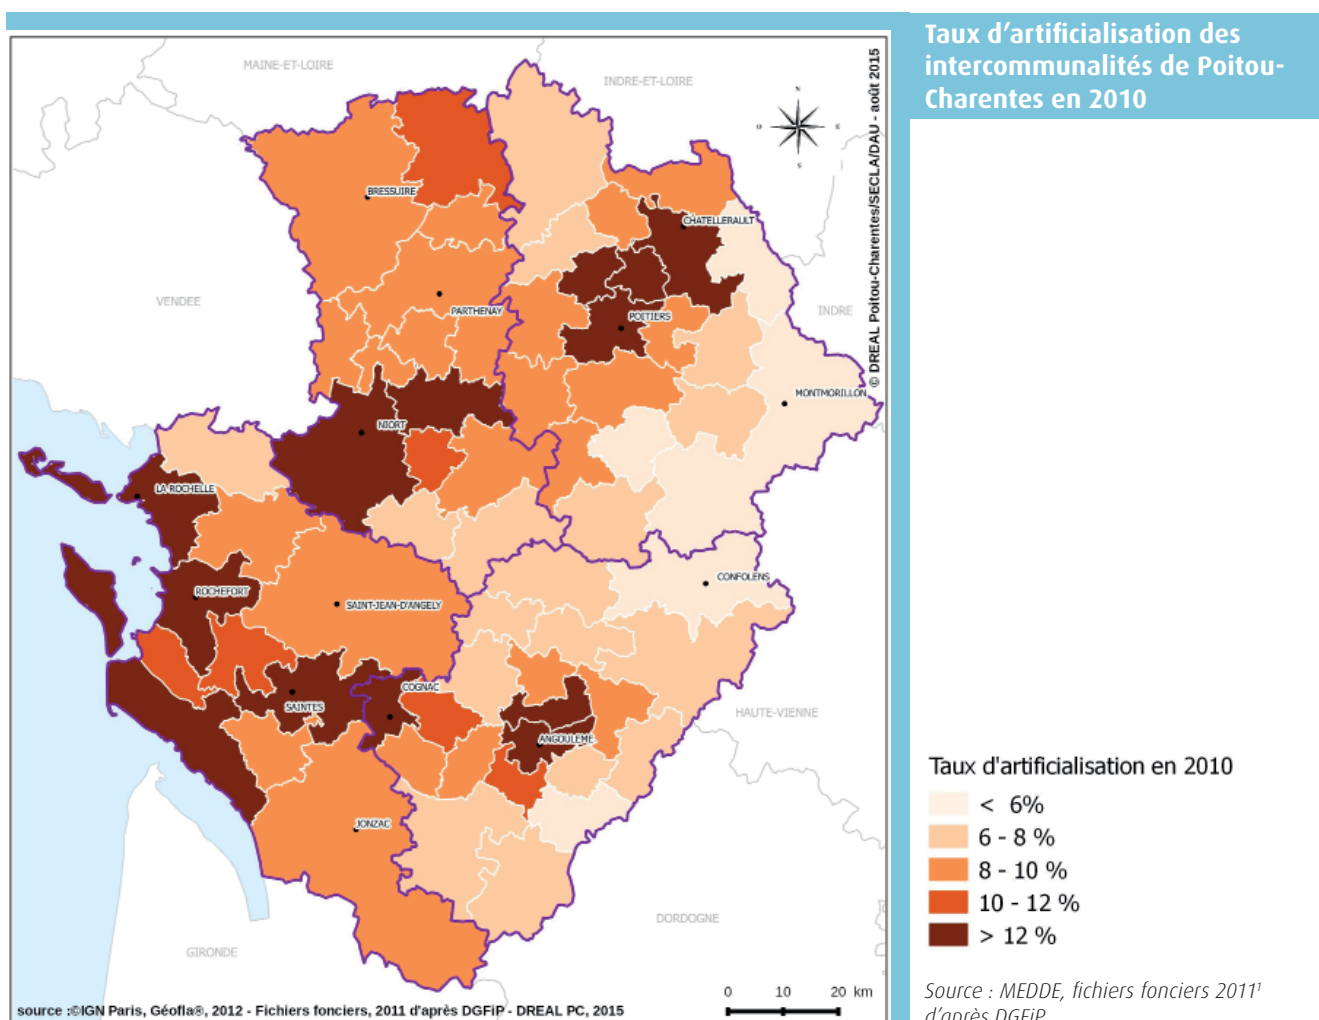 Taux d'artificialisation des
intercommunalités de Poitou-
Charentes en 2010
MAINE-ET-LOIRE
INDRE-ET-LOIRE
© DREAL Poitou-Charentes/SECLA/DAU - août 2015
N
O
E
S
BRESSUIRE
CHATELLERAULT
VENDEE
PARTHENAY
POITIERS
INDRE
MONTMORILLON
NIORT
LA ROCHELLE
CONFOLENS
ROCHEFORT
SAINT-JEAN-D'ANGELY
COGNAC
SAINTES
ANGOULEME
HAUTE-VIENNE
JONZAC
DORDOGNE
GIRONDE
source :©IGN Paris, Géofla®, 2012 - Fichiers fonciers, 2011 d'après DGFiP - DREAL PC, 2015
0 10 20 km
Taux d'artificialisation en 2010
< 6%
6 - 8 %
8 - 10 %
10 - 12 %
> 12 %
Source : MEDDE, fichiers fonciers 2011¹
d'après DGFiP